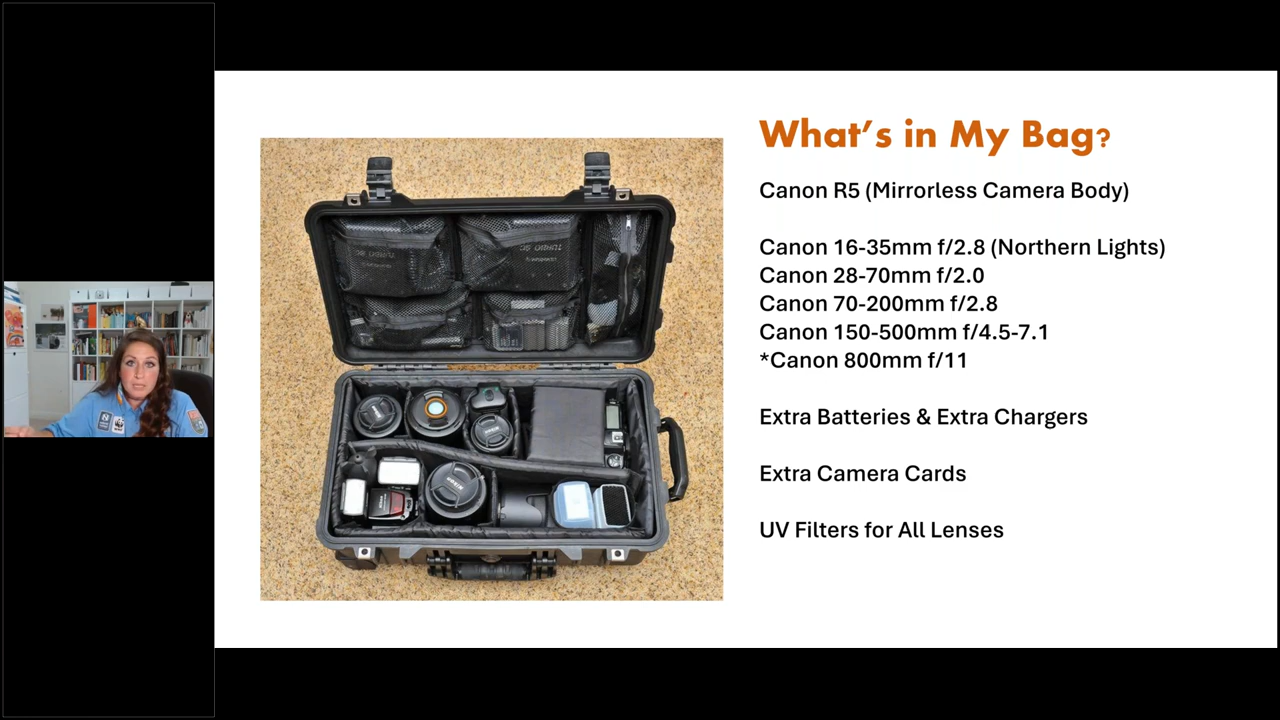 What's in My Bag?
Canon R5 (Mirrorless Camera Body)
Canon 16-35mm f/2.8 (Northern Lights)
Canon 28-70mm f/2.0
Canon 70-200mm f/2.8
Canon 150-500mm f/4.5-7.1
*Canon 800mm f/11
Extra Batteries & Extra Chargers
Extra Camera Cards
UV Filters for All Lenses
WWF